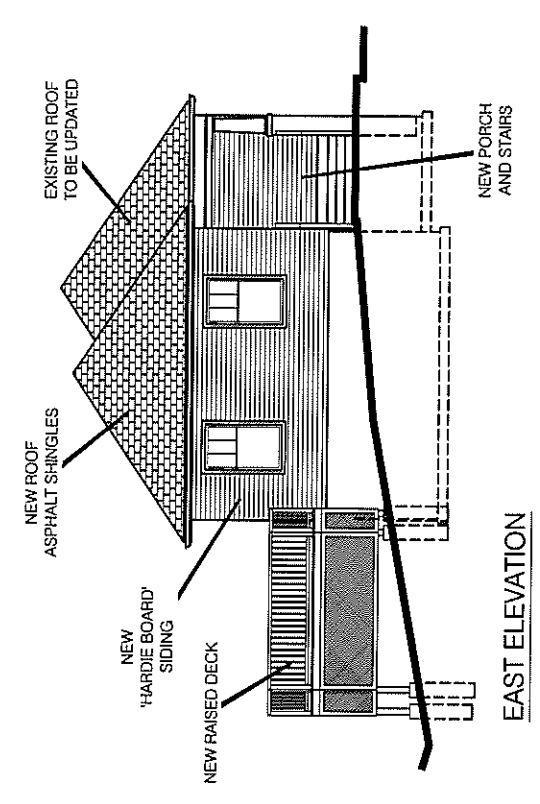 EXISTING ROOF
TO BE UPDATED
NEW ROOF
ASPHALT SHINGLES
NEW
'HARDIE BOARD'
SIDING
NEW RAISED DECK
NEW PORCH
AND STAIRS
EAST ELEVATION